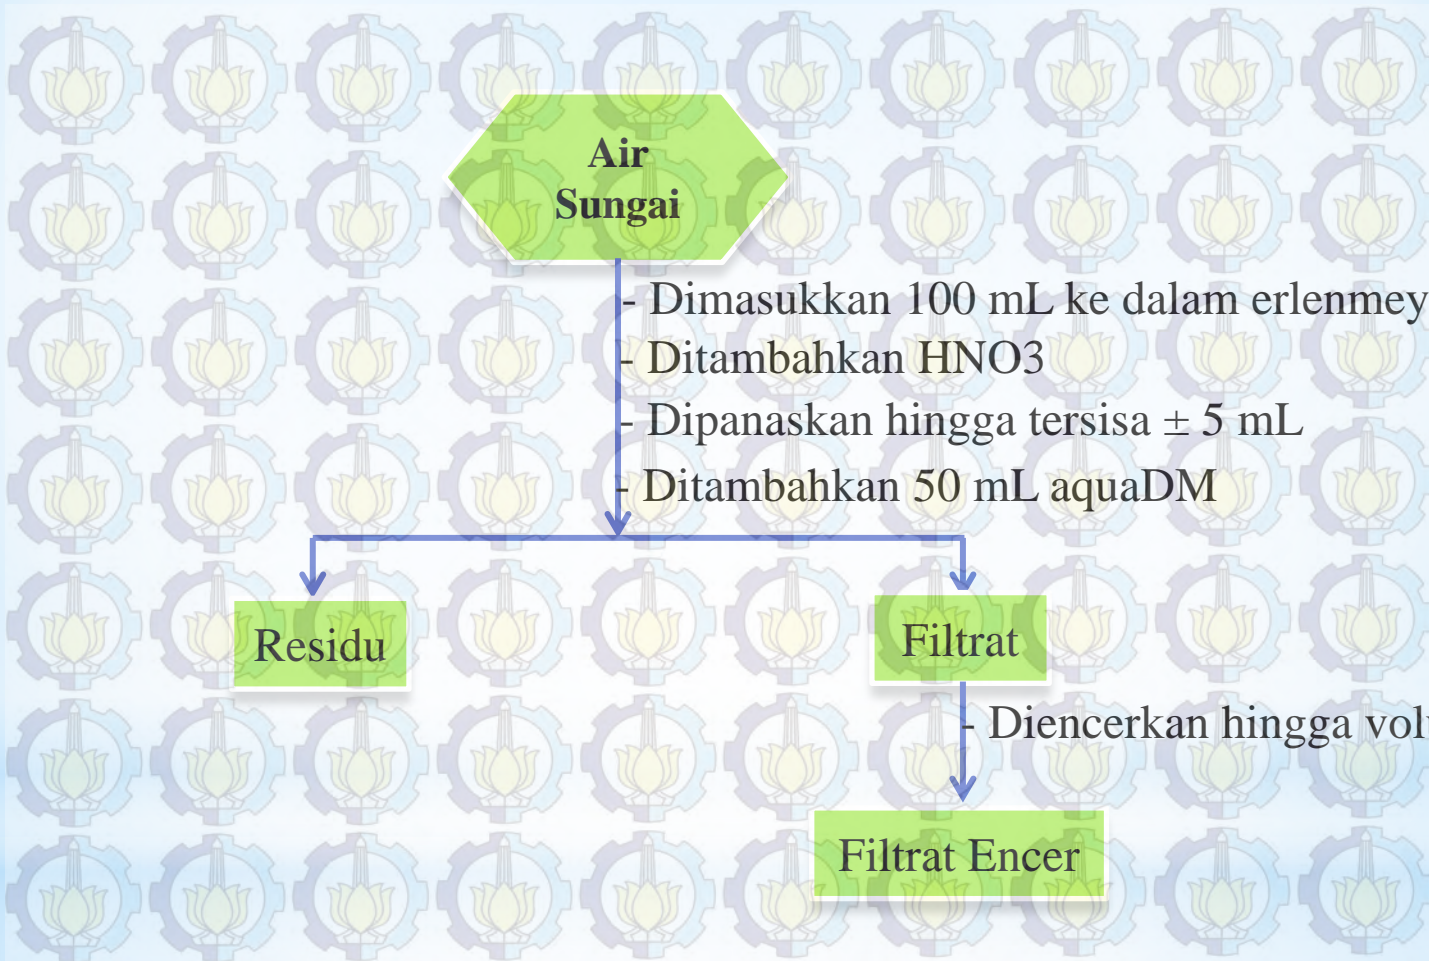 Air
Sungai
- Dimasukkan 100 mL ke dalam erlenmey
- Ditambahkan HNO3
- Dipanaskan hingga tersisa ± 5 mL
- Ditambahkan 50 mL aquaDM
Residu
Filtrat
- Diencerkan hingga
Filtrat Encer